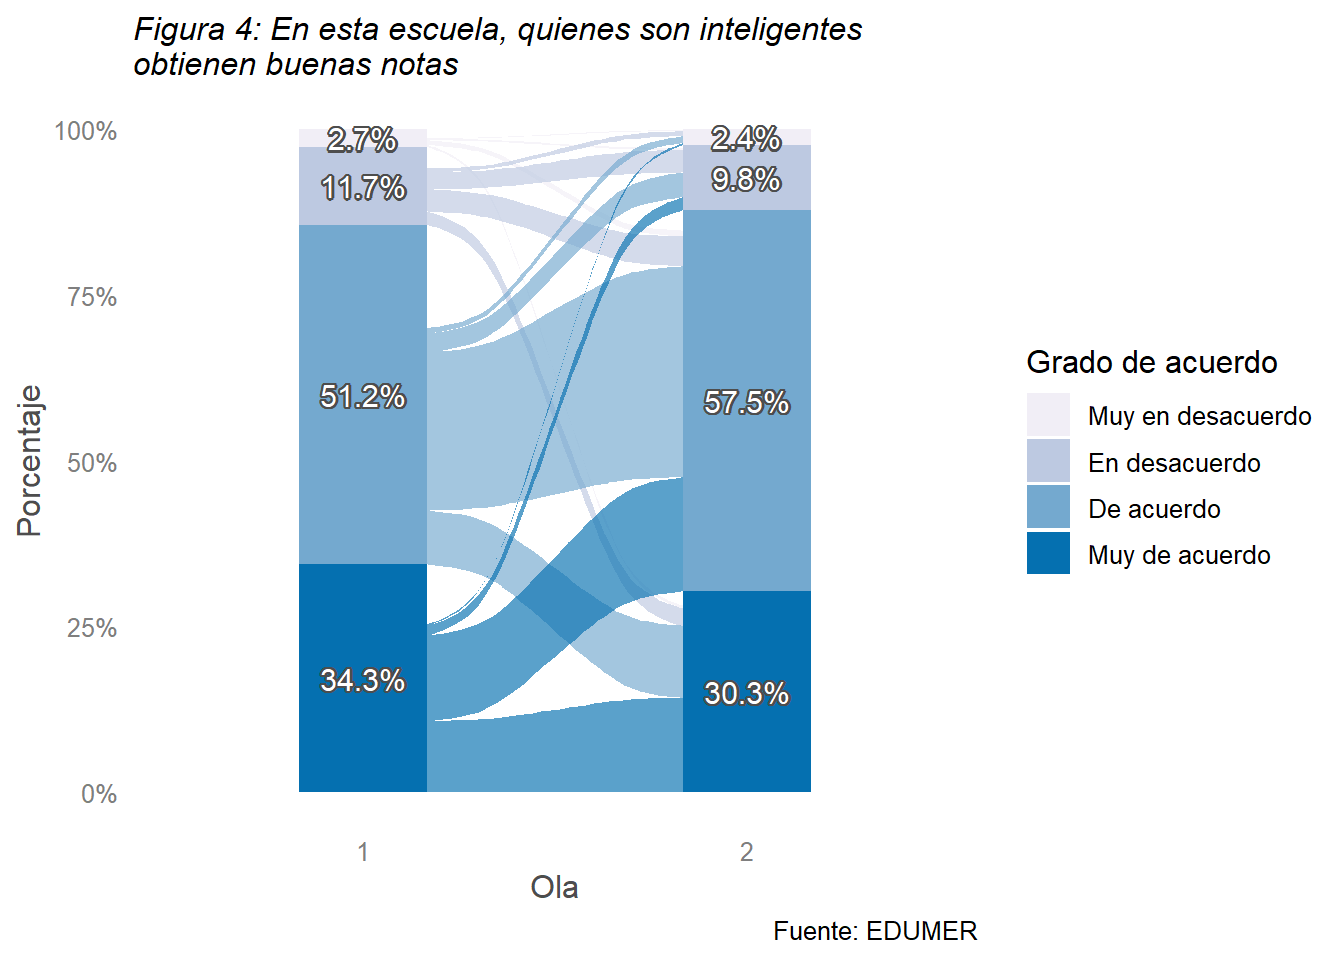 Figura 4: En esta escuela, quienes son inteligentes
obtienen buenas notas
100%
75%
50%
25%
0%
Porcentaje
2.7%
11.7%
51.2%
34.3%
2.4%
9.8%
57.5%
30.3%
1
2
Ola
Grado de acuerdo
Muy en desacuerdo
En desacuerdo
De acuerdo
Muy de acuerdo
Fuente: EDUMER